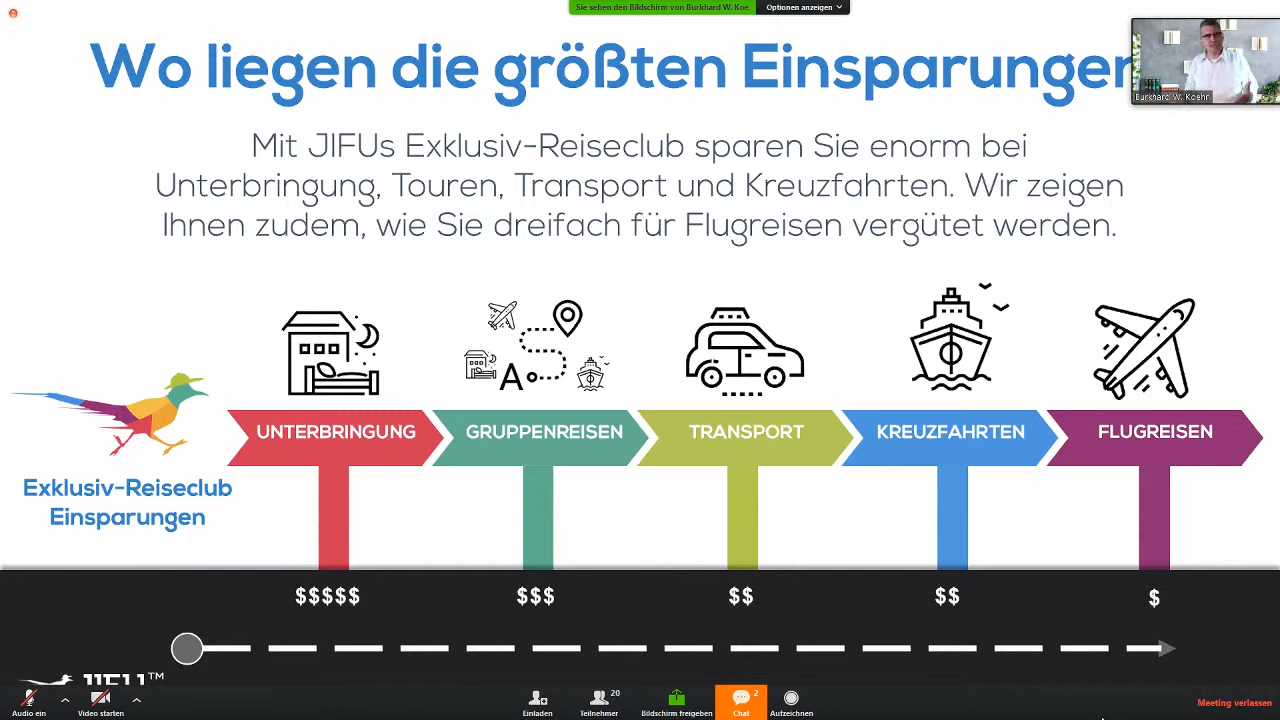 Sie sehen den Bildschirm von Burkhard W. Koe
Optionen anzeigen
Wo liegen die größten Einsparungen
Burkhard W. Koehn
Mit JIFUs Exklusiv-Reiseclub sparen Sie enorm bei
Unterbringung, Touren, Transport und Kreuzfahrten. Wir zeigen
Ihnen zudem, wie Sie dreifach für Flugreisen vergütet werden.
A
UNTERBRINGUNG
GRUPPENREISEN
TRANSPORT
KREUZFAHRTEN
FLUGREISEN
Exklusiv-Reiseclub
Einsparungen
$$$$$
$$$
$$
$$
$
JIFU™
Audio ein
Video starten
Einladen
20
Teilnehmer
Bildschirm freigeben
2
Chat
Aufzeichnen
Meeting verlassen